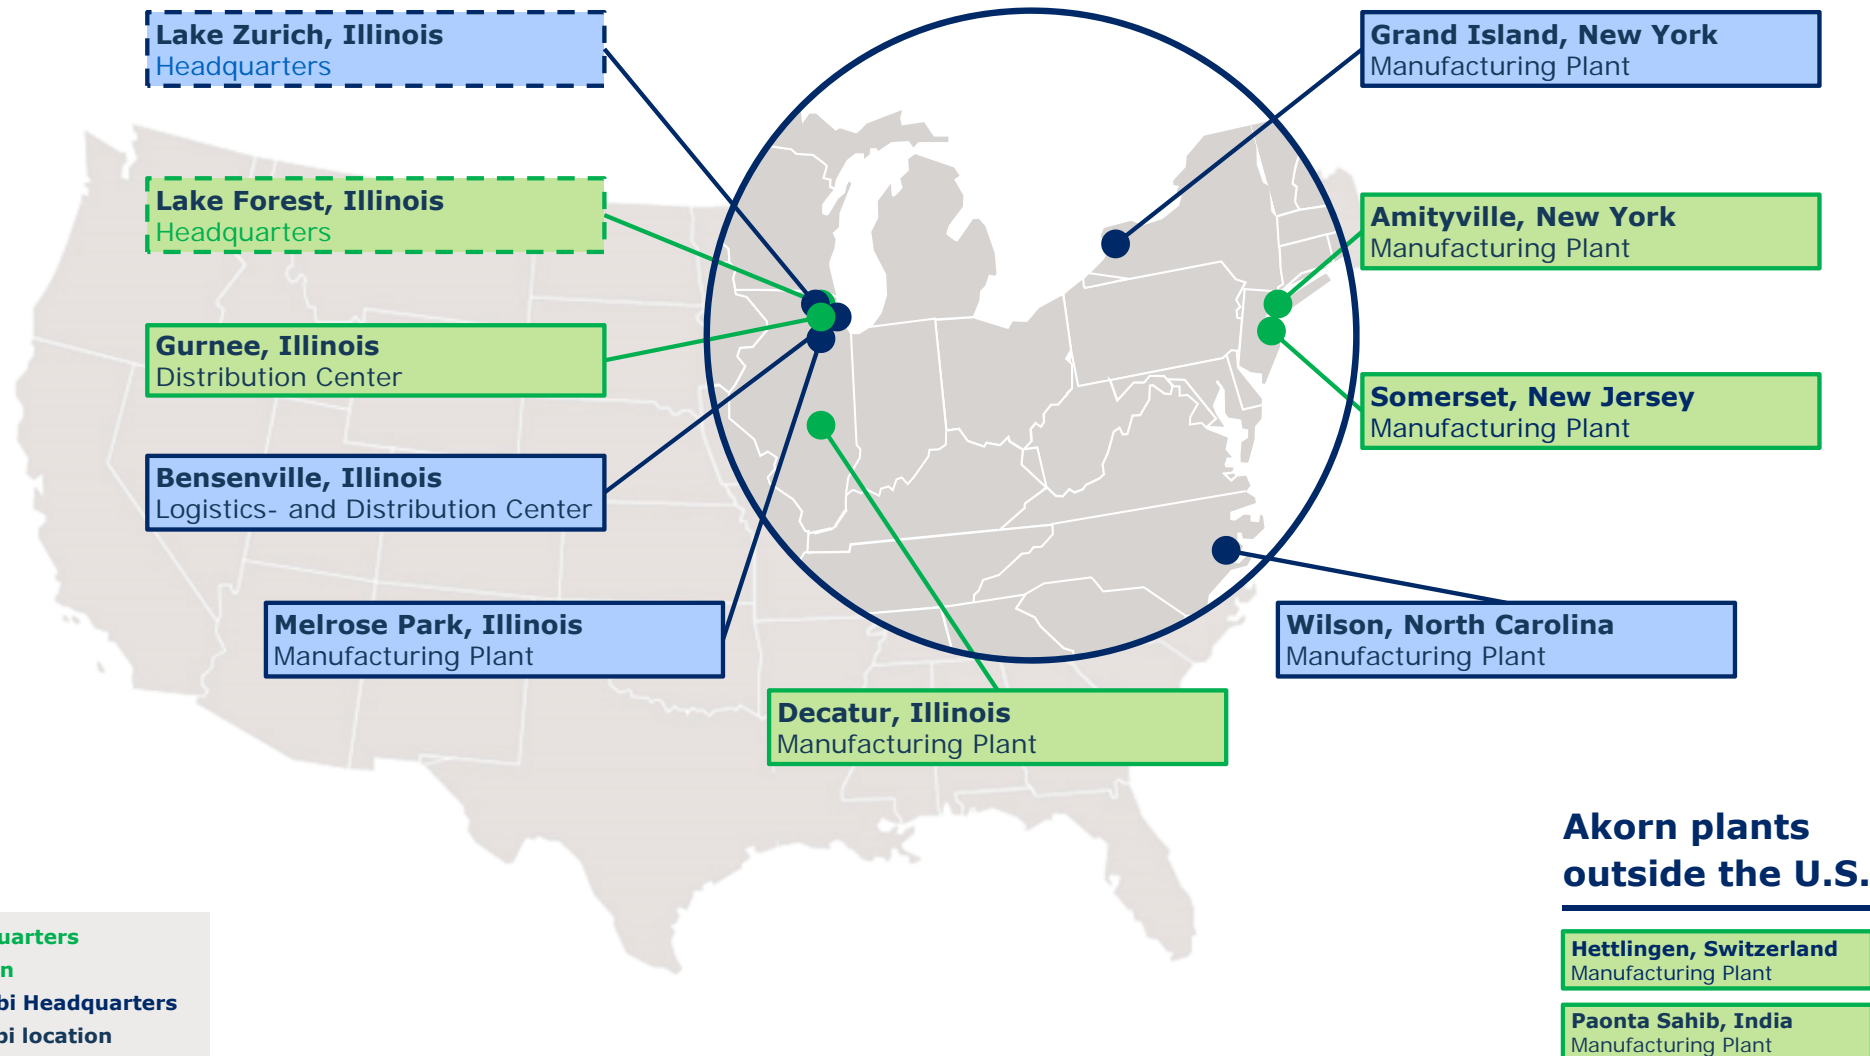 Lake Zurich, Illinois
Headquarters
Grand Island, New York
Manufacturing Plant
Lake Forest, Illinois
Headquarters
Amityville, New York
Manufacturing Plant
Gurnee, Illinois
Distribution Center
Somerset, New Jersey
Manufacturing Plant
Bensenville, Illinois
Logistics- and Distribution Center
Melrose Park, Illinois
Manufacturing Plant
Wilson, North Carolina
Manufacturing Plant
Decatur, Illinois
Manufacturing Plant
Akorn plants
outside the U.S.
Hettlingen, Switzerland
Manufacturing Plant
Paonta Sahib, India
Manufacturing Plant
Headquarters
location